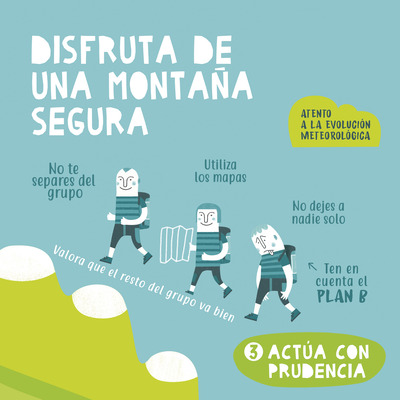 DISFRUTA DE
UNA MONTAÑA
SEGURA
ATENTO
A LA EVOLUCIÓN
METEOROLÓGICA
No te
separes del
grupo
Utiliza
los mapas
No dejes a
nadie solo
Valora que el resto del grupo va bien
Ten en
cuenta el
PLAN B
3 ACTÚA CON
PRUDENCIA